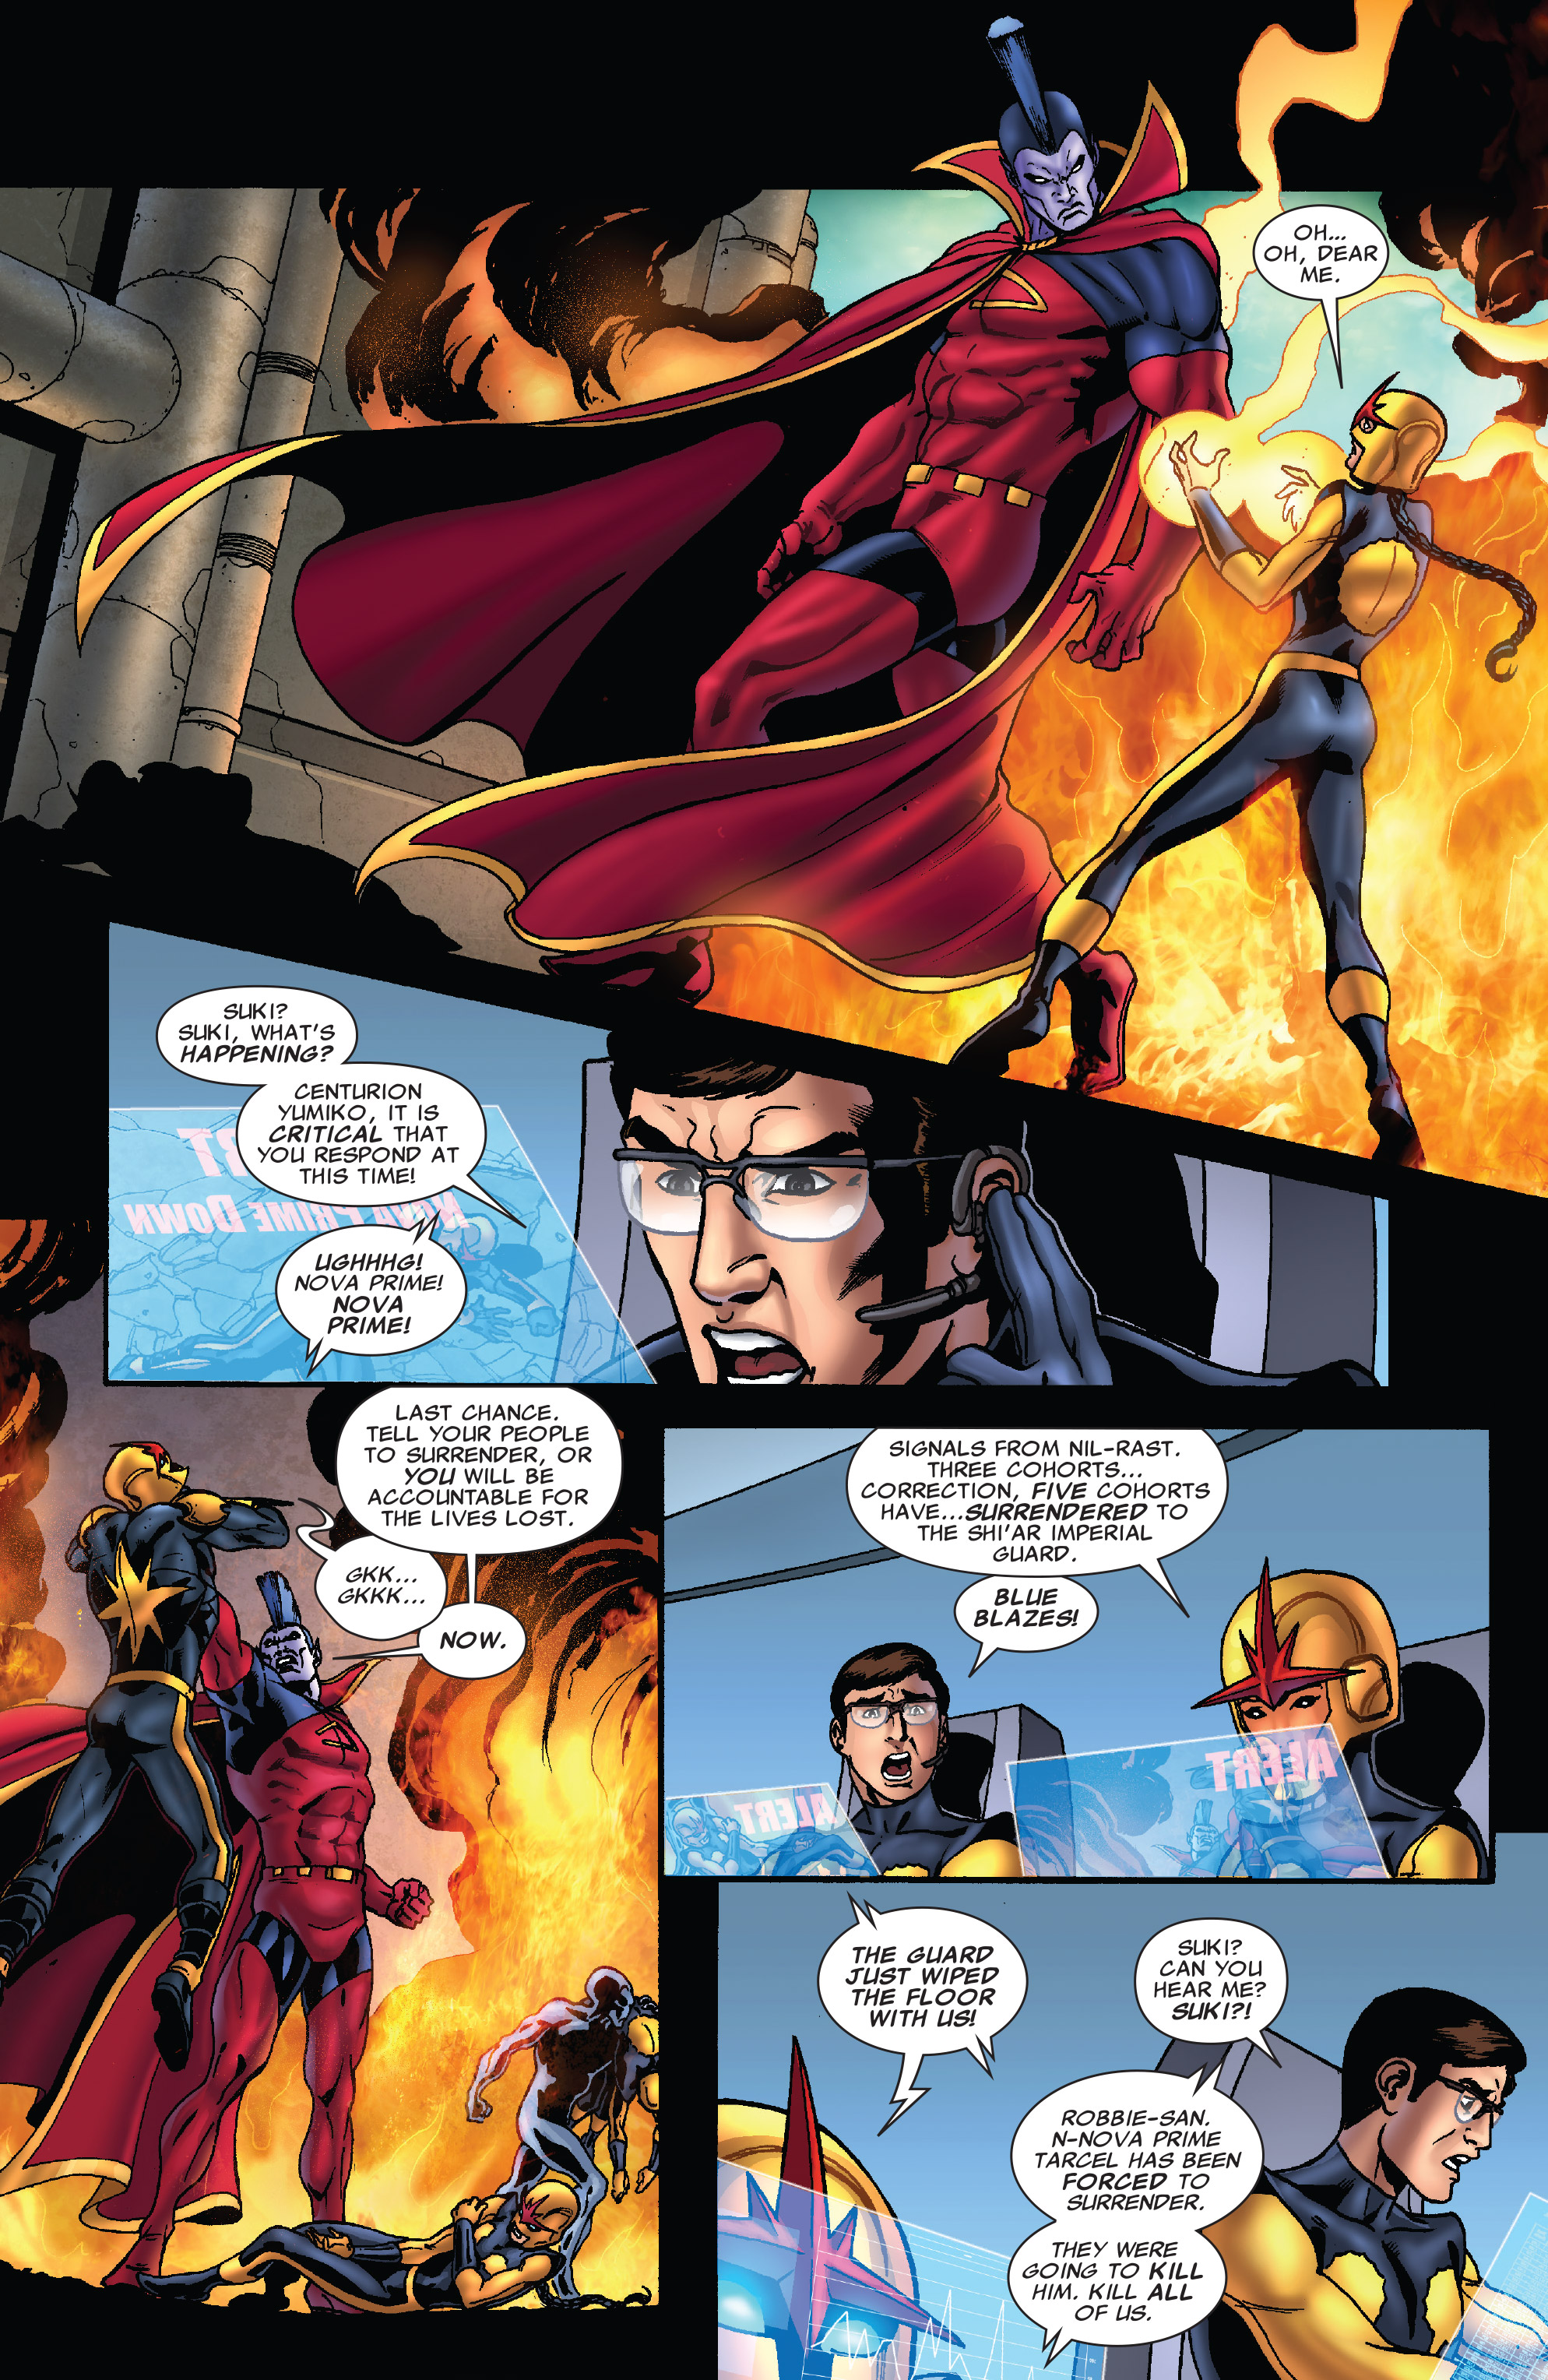 OH...
OH, DEAR
ME.
SUKI?
SUKI, WHAT'S
HAPPENING?
CENTURION
YUMIKO, IT IS
CRITICAL THAT
YOU RESPOND AT
THIS TIME!
ALERT
NOVA PRIME DOWN
UGHHHG!
NOVA PRIME!
NOVA
PRIME!
LAST CHANCE.
TELL YOUR PEOPLE
TO SURRENDER, OR
YOU WILL BE
ACCOUNTABLE FOR
THE LIVES LOST.
GKK...
GKKK...
NOW.
SIGNALS FROM NIL-RAST.
THREE COHORTS...
CORRECTION, FIVE COHORTS
HAVE...SURRENDERED TO
THE SHI'AR IMPERIAL
GUARD.
BLUE
BLAZES!
ALERT
ALERT
THE GUARD
JUST WIPED
THE FLOOR
WITH US!
SUKI?
CAN YOU
HEAR ME?
SUKI?!
ROBBIE-SAN.
N-NOVA PRIME
TARCEL HAS BEEN
FORCED TO
SURRENDER.
THEY WERE
GOING TO KILL
HIM. KILL ALL
OF US.